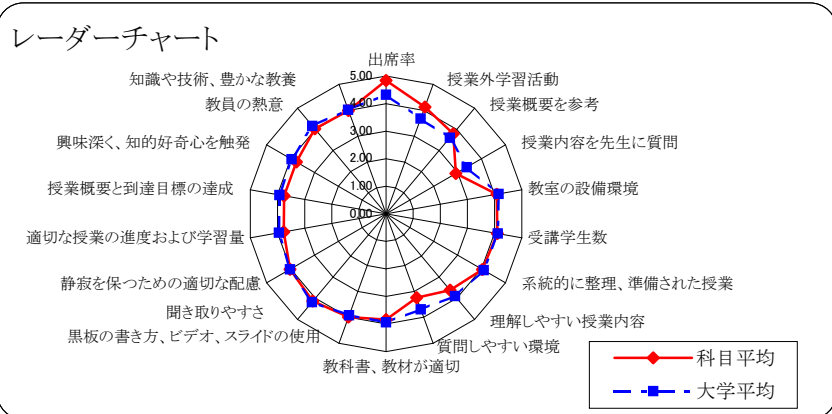 レーダーチャート
出席率
授業外学習活動
授業概要を参考
授業内容を先生に質問
教室の設備環境
受講学生数
系統的に整理、準備された授業
理解しやすい授業内容
質問しやすい環境
教科書、教材が適切
黒板の書き方、ビデオ、スライドの使用
聞き取りやすさ
静寂を保つための適切な配慮
適切な授業の進度および学習量
授業概要と到達目標の達成
興味深く、知的好奇心を触発
教員の熱意
知識や技術、豊かな教養
5.00
4.00
3.00
2.00
1.00
0.00
科目平均
大学平均